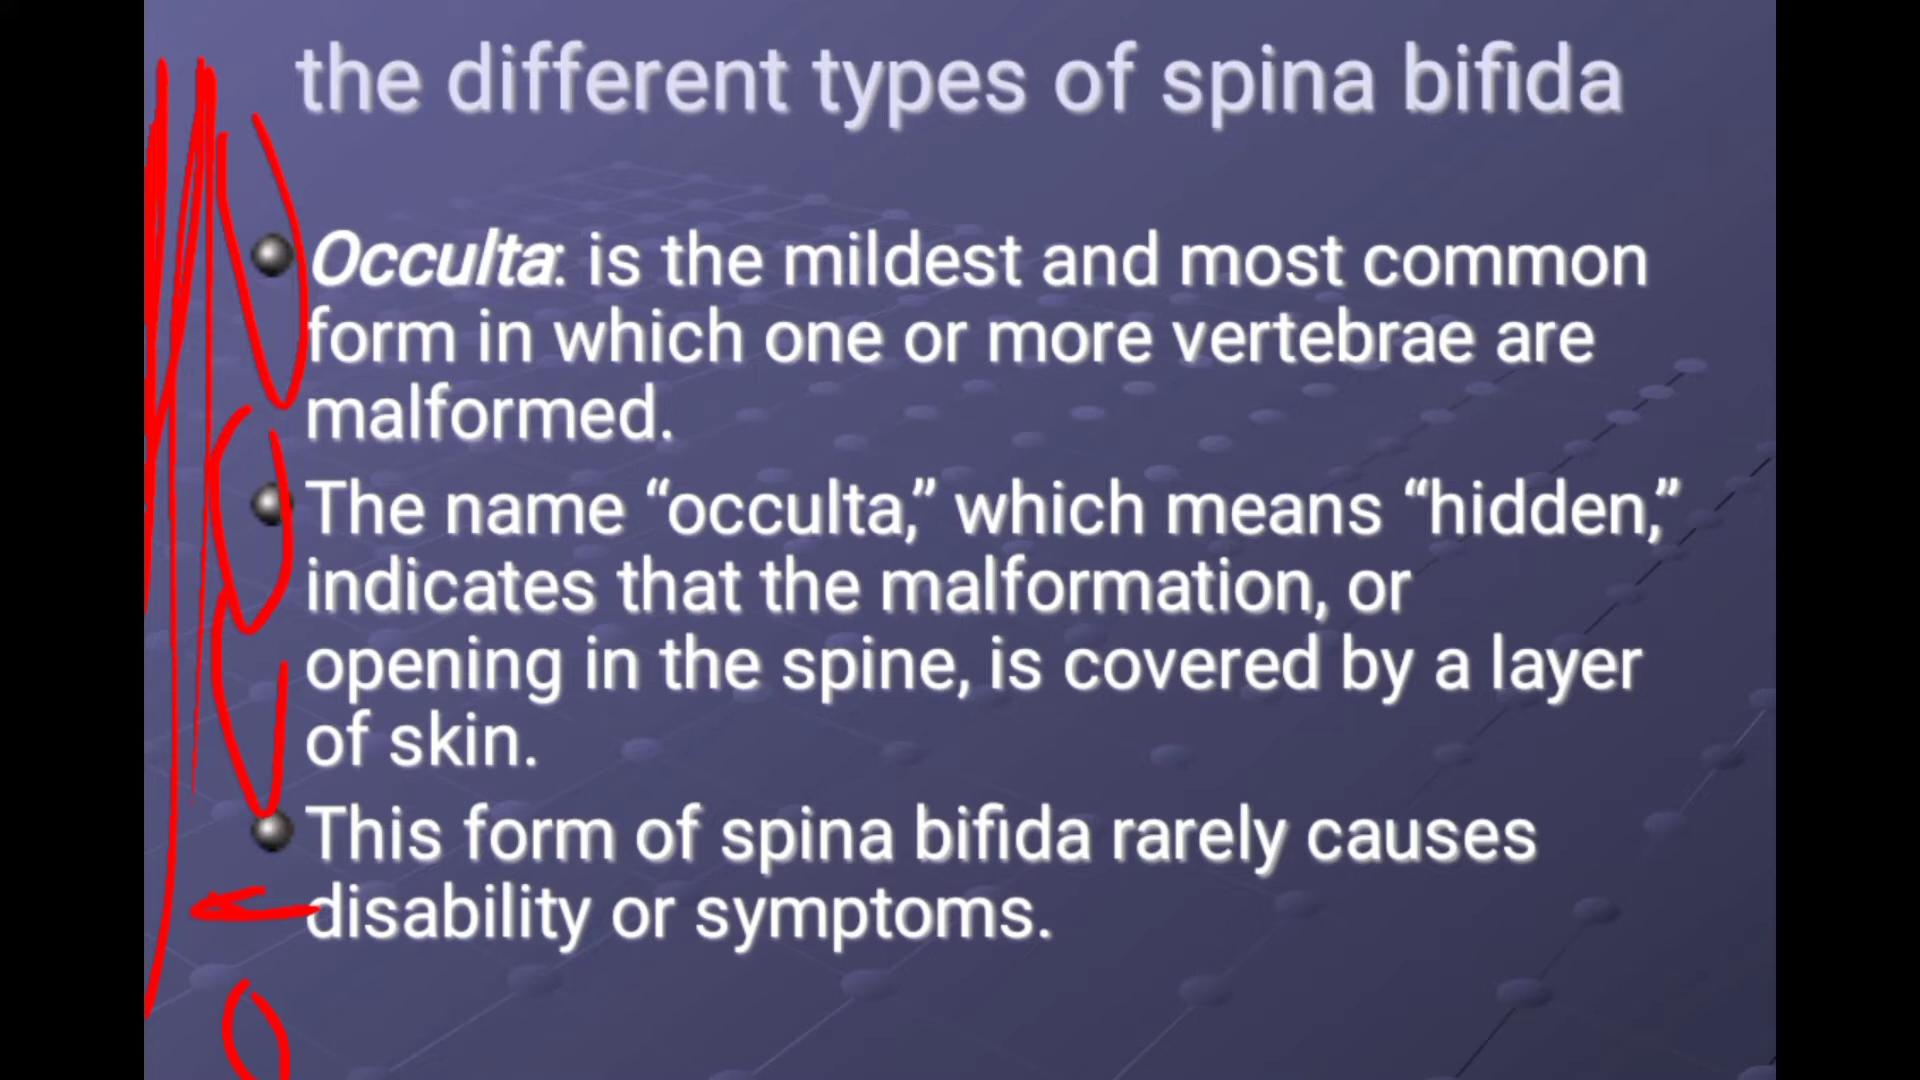 the different types of spina bifida
Occulta: is the mildest and most common
form in which one or more vertebrae are
malformed.
The name “occulta,” which means “hidden,”
indicates that the malformation, or
opening in the spine, is covered by a layer
of skin.
This form of spina bifida rarely causes
disability or symptoms.